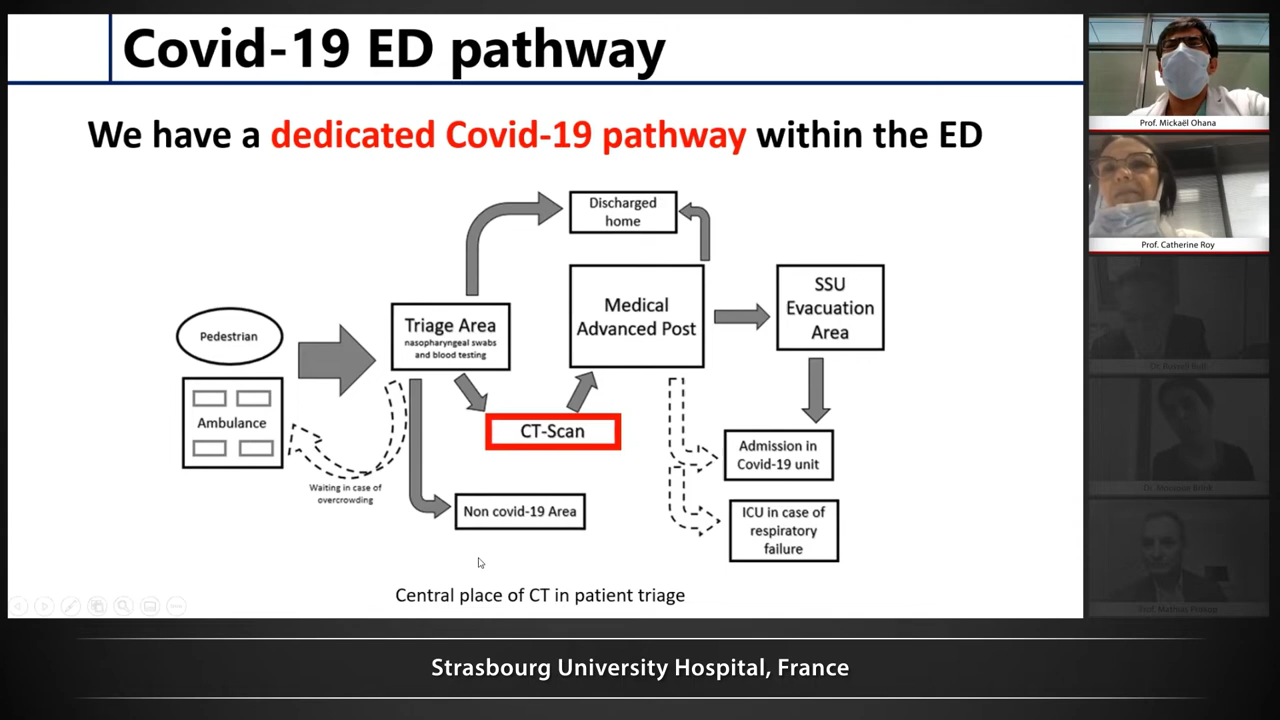 Covid-19 ED pathway
We have a dedicated Covid-19 pathway within the ED
Discharged
home
Pedestrian
Ambulance
Triage Area
nasopharyngeal swabs
and blood testing
Medical
Advanced Post
SSU
Evacuation
Area
CT-Scan
Waiting in case of
overcrowding
Non covid-19 Area
Admission in
Covid-19 unit
ICU in case of
respiratory
failure
Central place of CT in patient triage
Prof. Mickaël Ohana
Prof. Catherine Roy
Strasbourg University Hospital, France